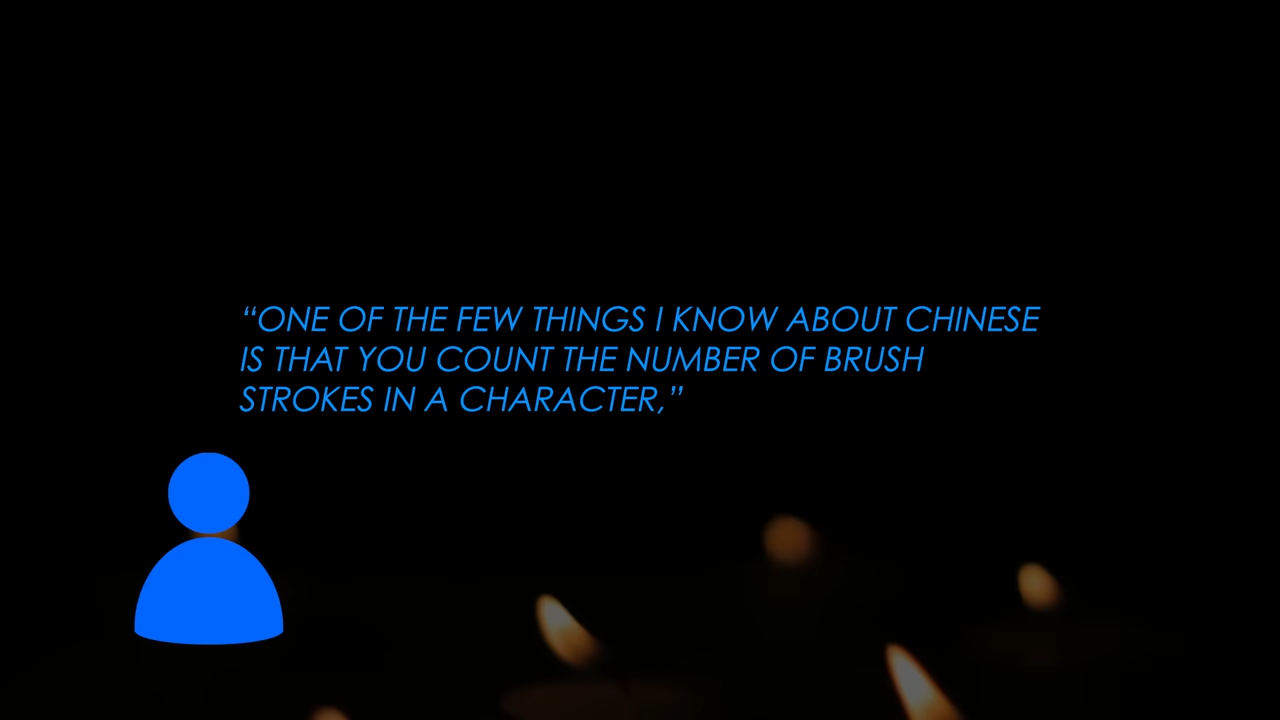 “ONE OF THE FEW THINGS I KNOW ABOUT CHINESE
IS THAT YOU COUNT THE NUMBER OF BRUSH
STROKES IN A CHARACTER,”